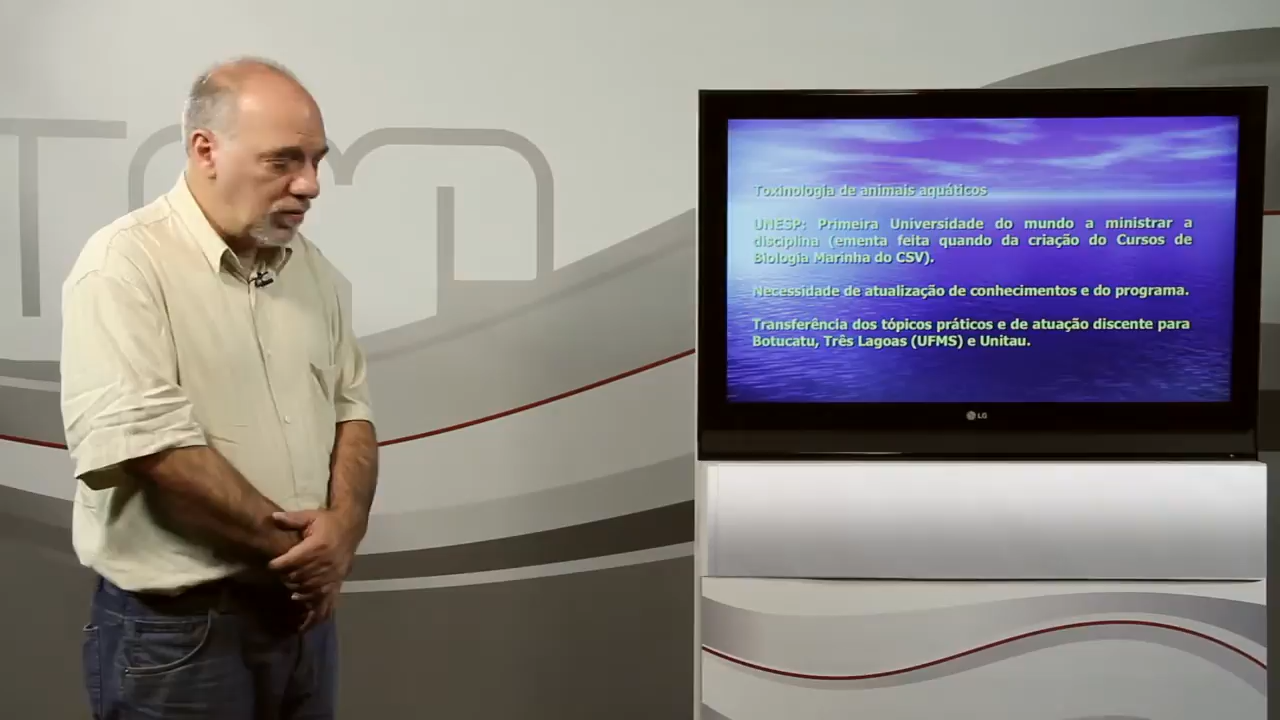 Toxinologia de animais aquáticos
UNESP: Primeira Universidade do mundo a ministrar a
disciplina (ementa feita quando da criação do Cursos de
Biologia Marinha do CSV).
Necessidade de atualização de conhecimentos e do programa.
Transferência dos tópicos práticos e de atuação discente para
Botucatu, Três Lagoas (UFMS) e Unitau.
LG